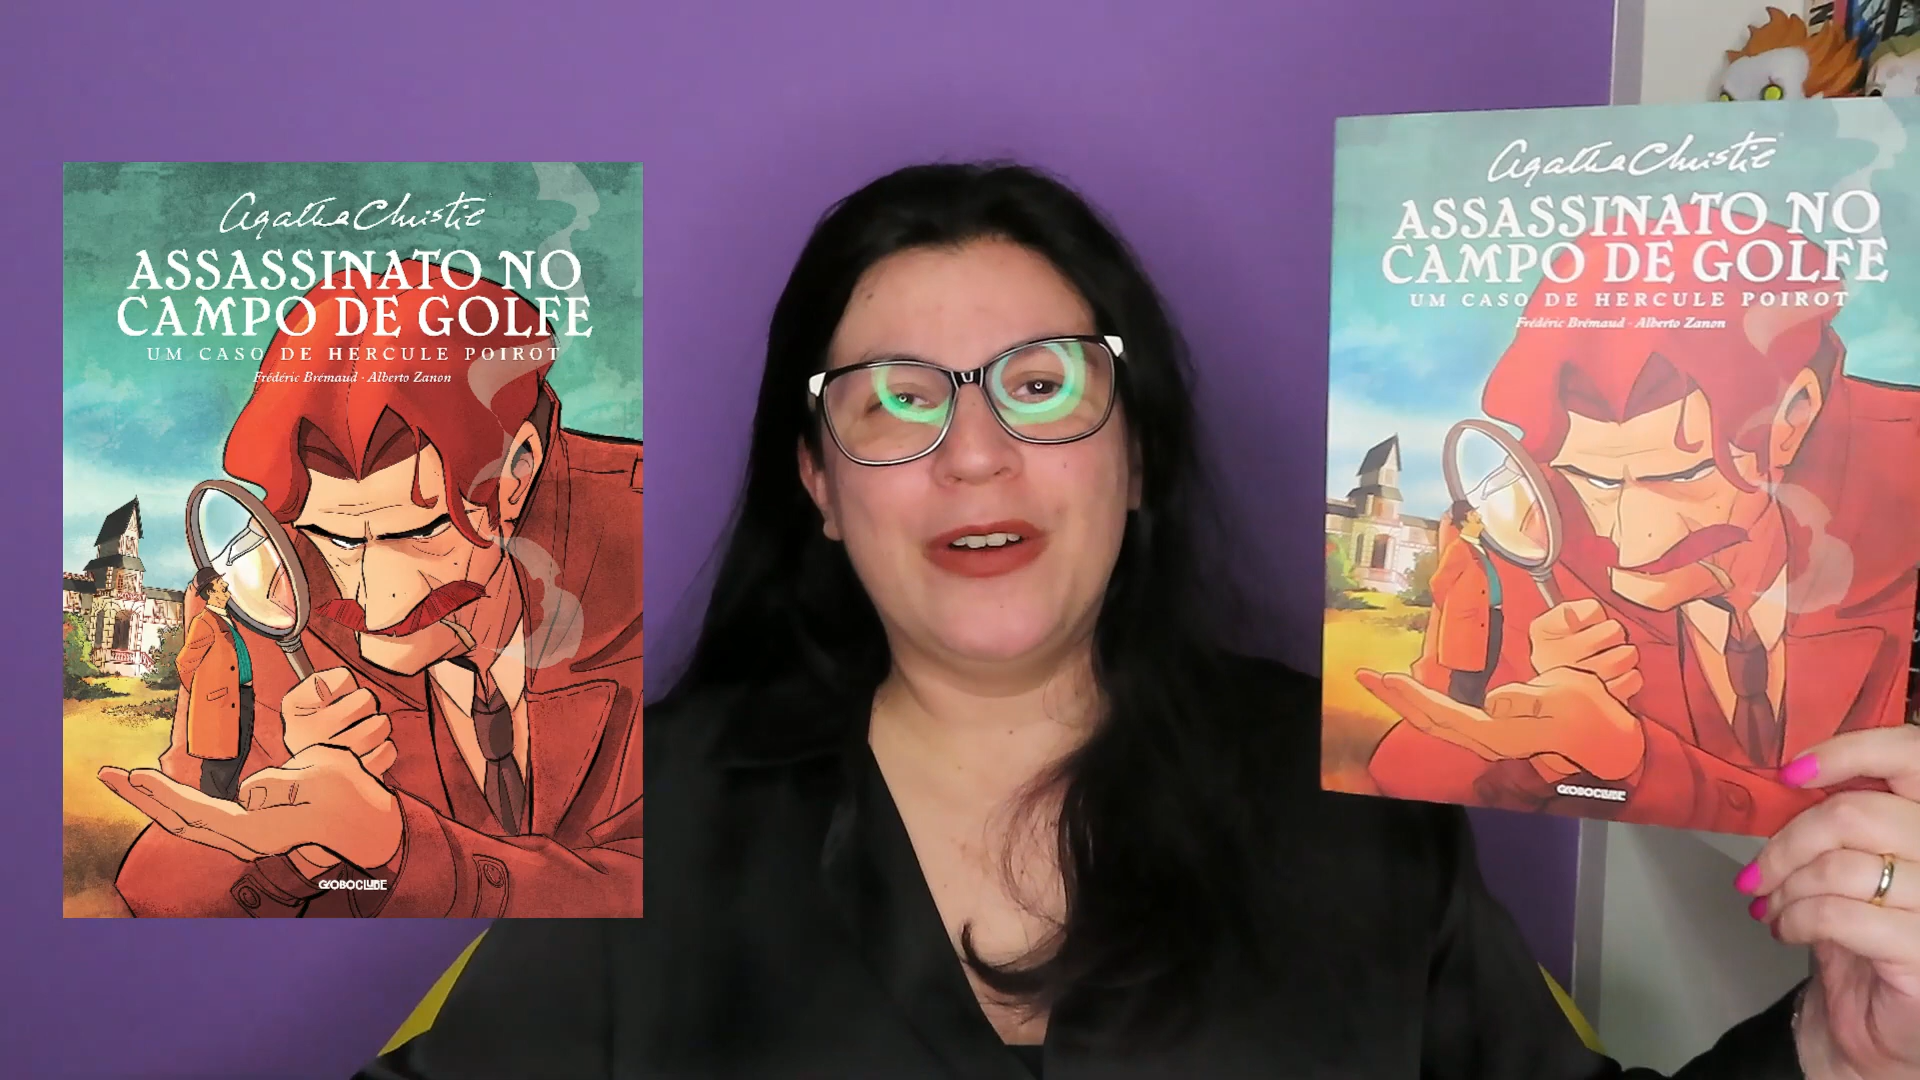 Agatha Christie
ASSASSINATO NO
CAMPO DE GOLFE
UM CASO DE HERCULE POIROT
Frédéric Brémaud · Alberto Zanon
GLOBOCLUBE
Agatha Christie
ASSASSINATO NO
CAMPO DE GOLFE
UM CASO DE HERCULE POIROT
Frédéric Brémaud · Alberto Zanon
GLOBOCLUBE